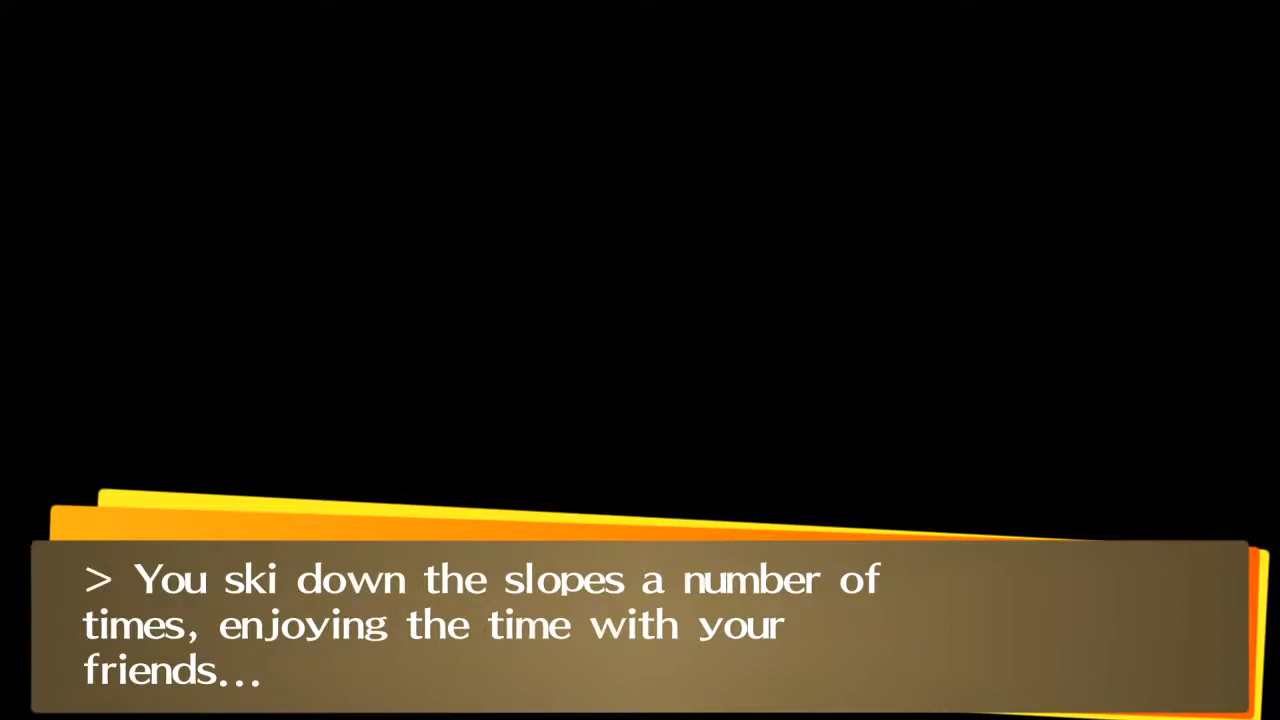 > You ski down the slopes a number of
times, enjoying the time with your
friends...